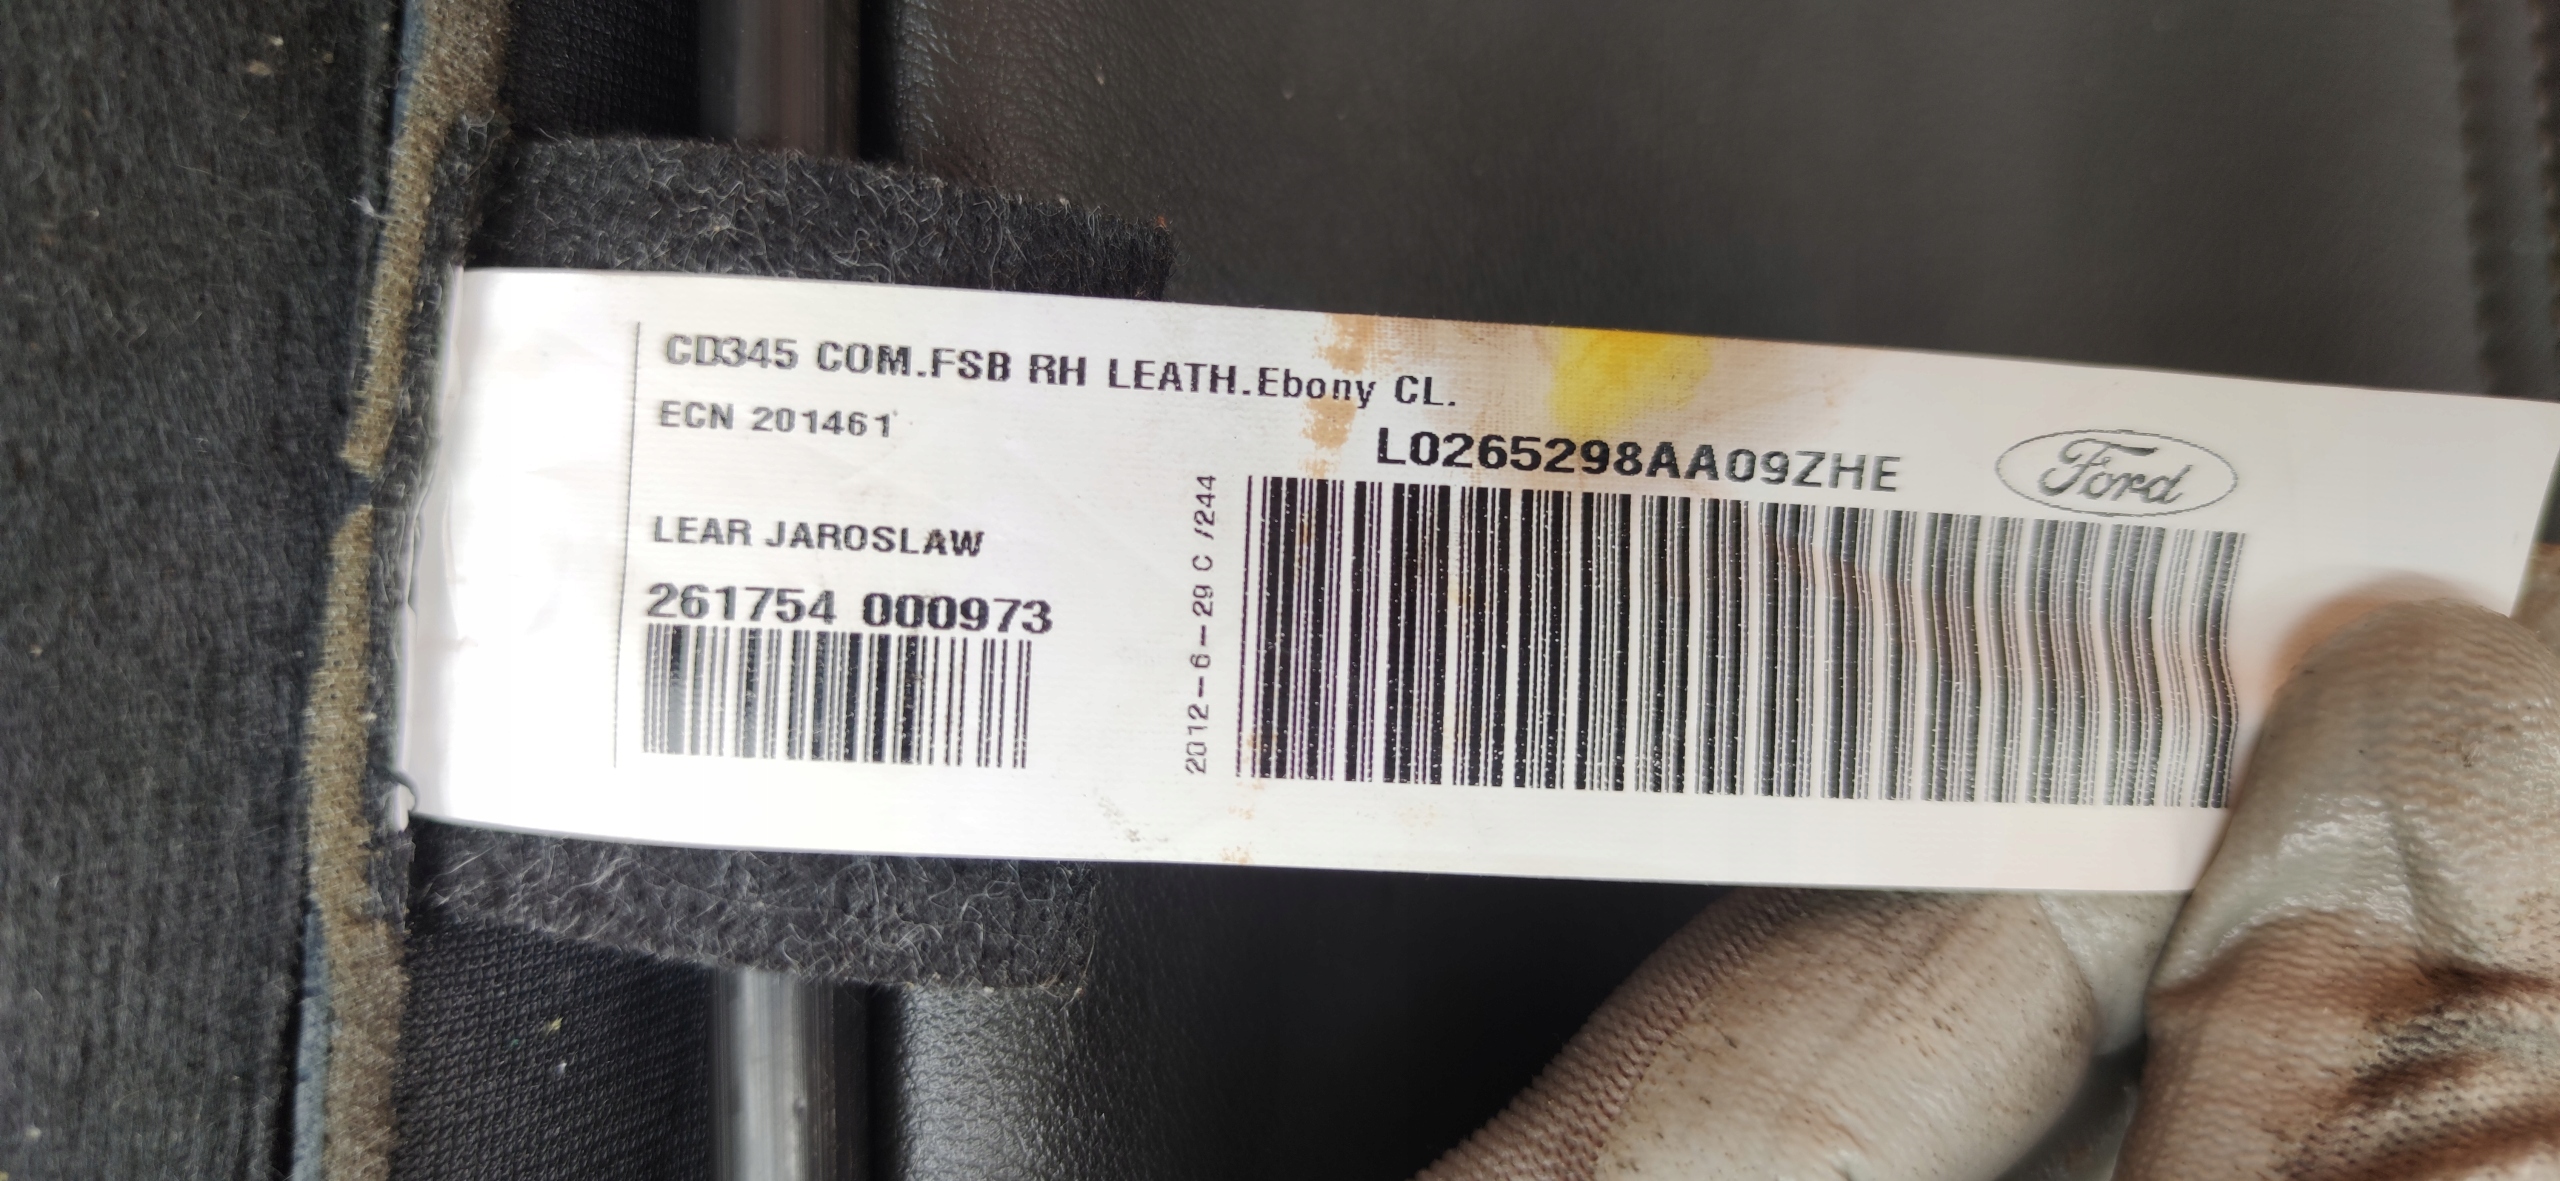 CD345 COM.FSB RH LEATH.Ebony CL.
ECN 201461
L0265298AA09ZHE
Ford
LEAR JAROSLAW
261754 000973
2012-6-29 C /244